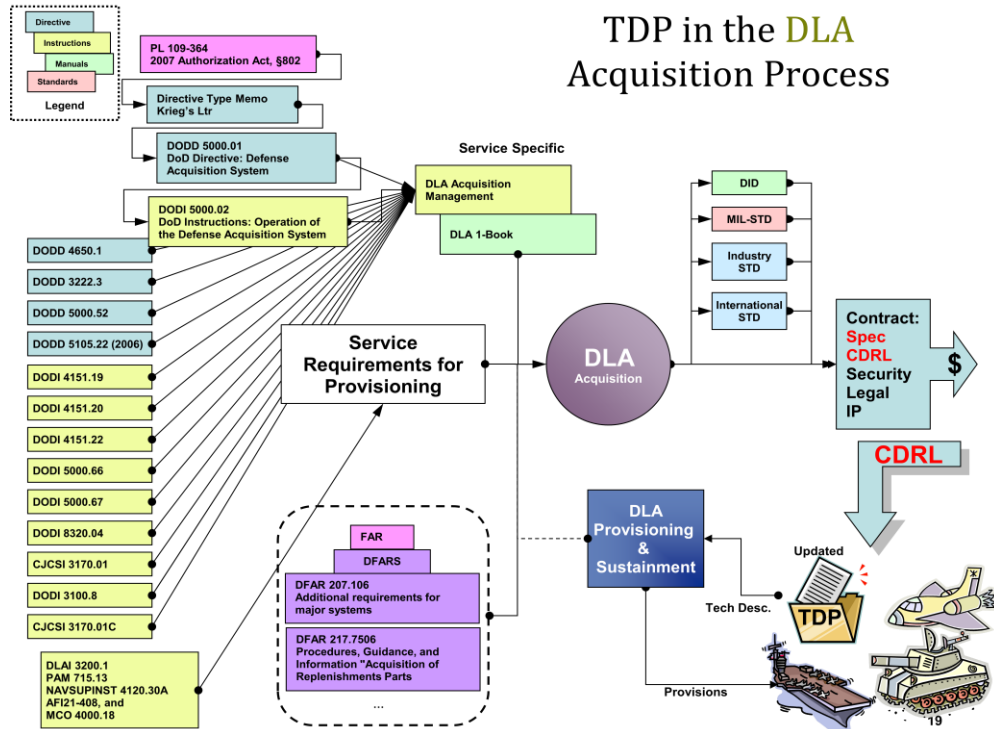 TDP in the DLA
Acquisition Process
Directive
Instructions
Manuals
Standards
Legend
PL 109-364
2007 Authorization Act, §802
Directive Type Memo
Krieg's Ltr
DODD 5000.01
DoD Directive: Defense
Acquisition System
DODI 5000.02
DoD Instructions: Operation of
the Defense Acquisition System
Service Specific
DLA Acquisition
Management
DLA 1-Book
DODD 4650.1
DODD 3222.3
DODD 5000.52
DODD 5105.22 (2006)
DODI 4151.19
DODI 4151.20
DODI 4151.22
DODI 5000.66
DODI 5000.67
DODI 8320.04
CJCSI 3170.01
DODI 3100.8
CJCSI 3170.01C
DLAI 3200.1
PAM 715.13
NAVSUPINST 4120.30A
AFI21-408, and
MCO 4000.18
Service
Requirements for
Provisioning
DLA
Acquisition
DID
MIL-STD
Industry
STD
International
STD
Contract:
Spec
CDRL
Security
Legal
IP
$
CDRL
FAR
DFARS
DFAR 207.106
Additional requirements for
major systems
DFAR 217.7506
Procedures, Guidance, and
Information "Acquisition of
Replenishments Parts
...
DLA
Provisioning
&
Sustainment
Updated
TDP
Tech Desc.
Provisions
19